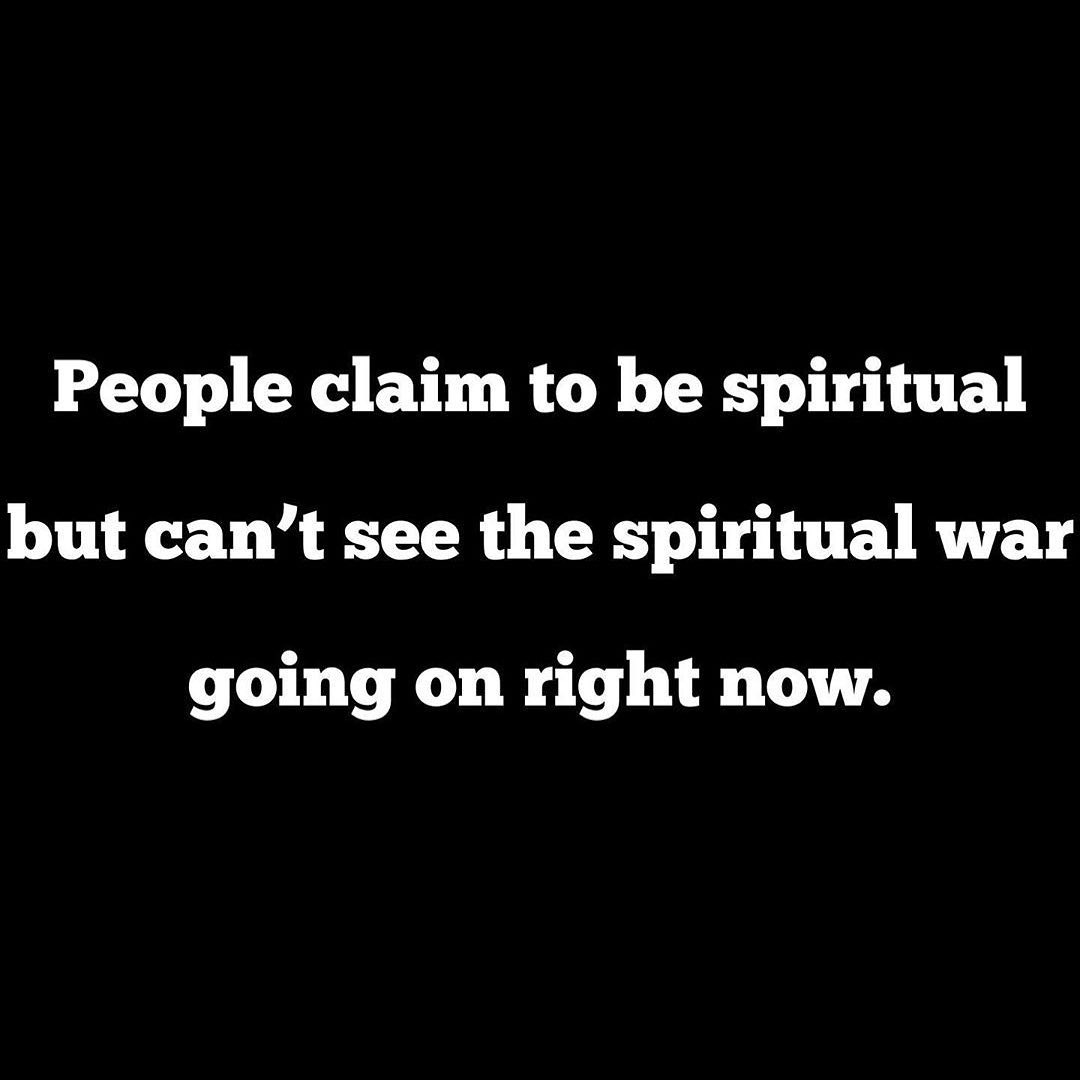 People claim to be spiritual
but can’t see the spiritual war
going on right now.